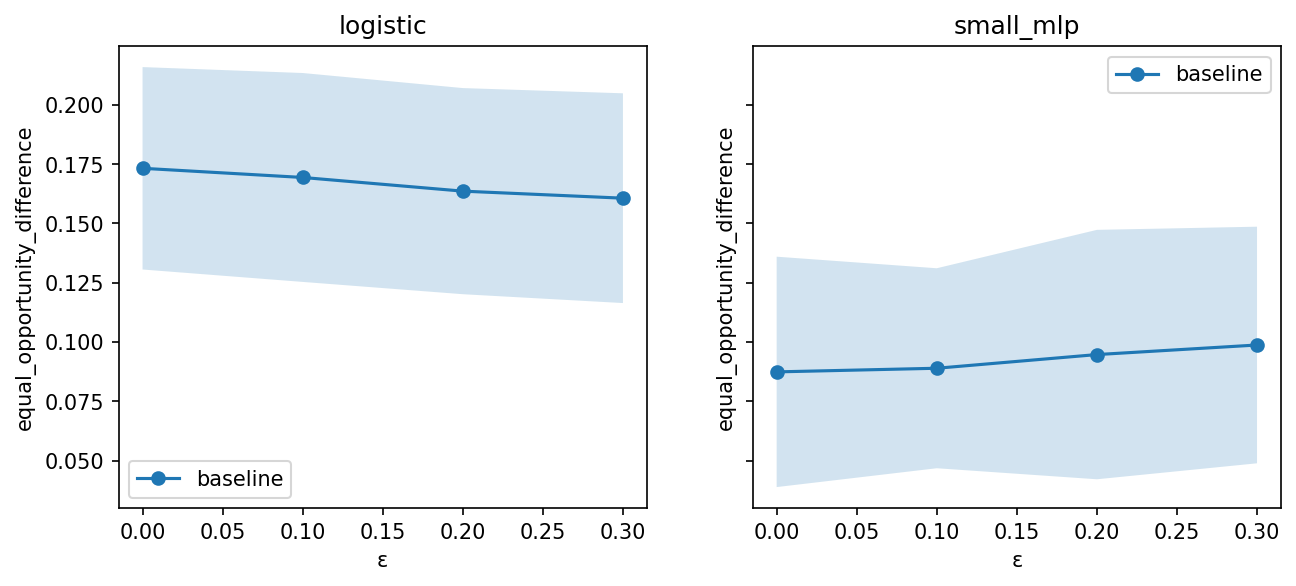 logistic
equal_opportunity_difference
0.200
0.175
0.150
0.125
0.100
0.075
0.050
baseline
0.00 0.05 0.10 0.15 0.20 0.25 0.30
ε
small_mlp
equal_opportunity_difference
baseline
0.00 0.05 0.10 0.15 0.20 0.25 0.30
ε